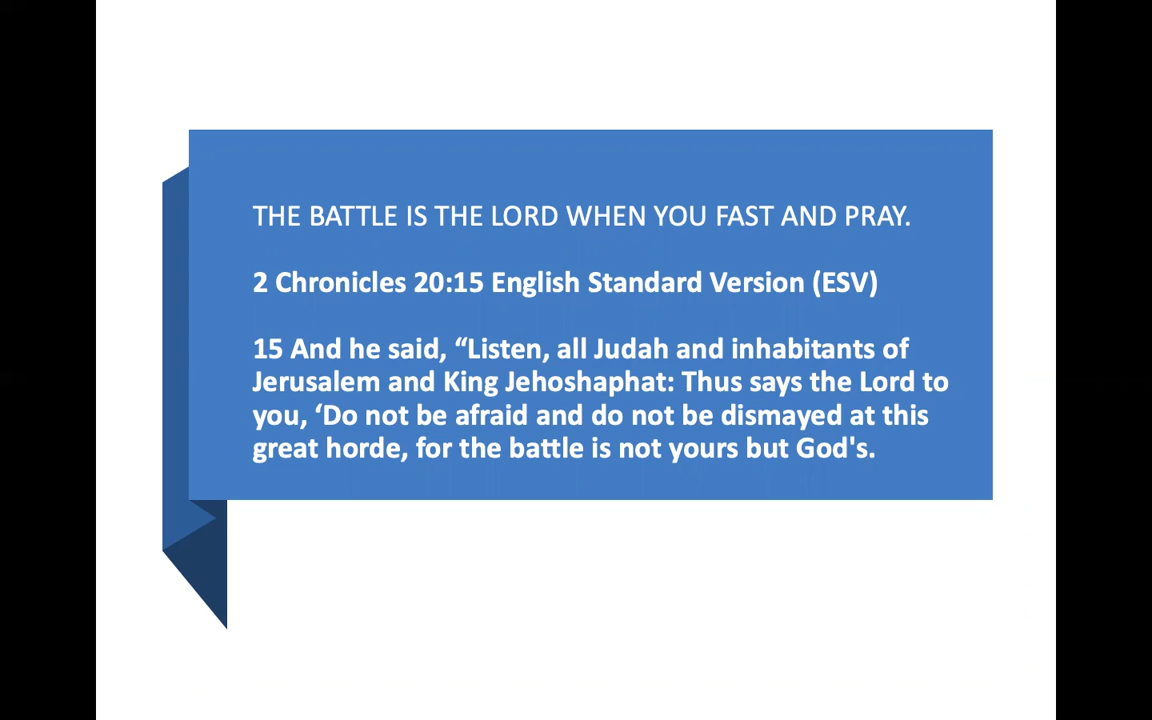 THE BATTLE IS THE LORD WHEN YOU FAST AND PRAY.
2 Chronicles 20:15 English Standard Version (ESV)
15 And he said, “Listen, all Judah and inhabitants of
Jerusalem and King Jehoshaphat: Thus says the Lord to
you, ‘Do not be afraid and do not be dismayed at this
great horde, for the battle is not yours but God's.